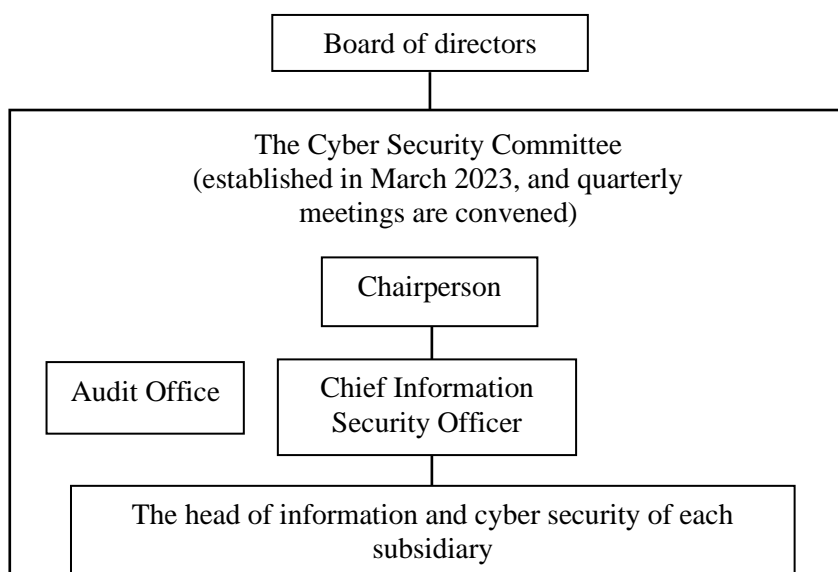 Board of directors
The Cyber Security Committee
(established in March 2023, and quarterly
meetings are convened)
Chairperson
Audit Office
Chief Information
Security Officer
The head of information and cyber security of each
subsidiary